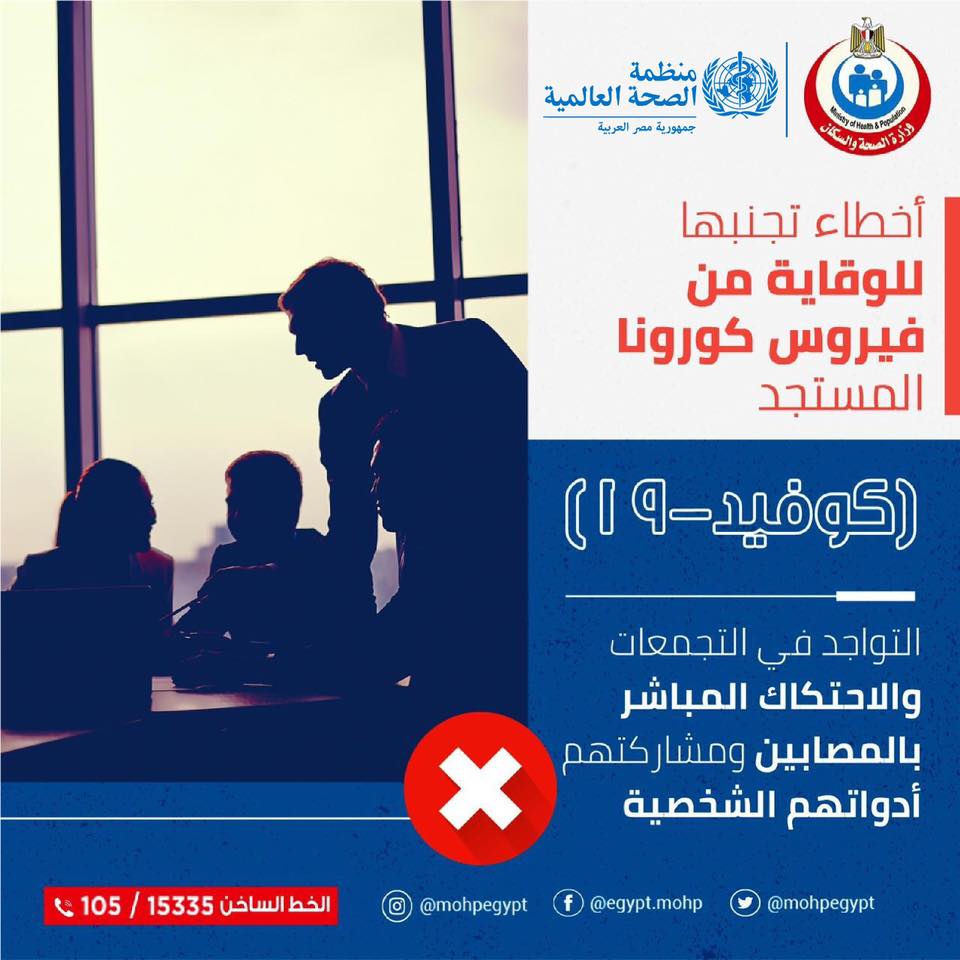 منظمة
الصحة العالمية
جمهورية مصر العربية
Ministry of Health & Population
وزارة الصحة والسكان
أخطاء تجنبها
للوقاية من
فيروس كورونا
المستجد
(كوفيد-١٩)
التواجد في التجمعات
والاحتكاك المباشر
بالمصابين ومشاركتهم
أدواتهم الشخصية
الخط الساخن 15335 / 105
@mohpegypt
@egypt.mohp
@mohpegypt